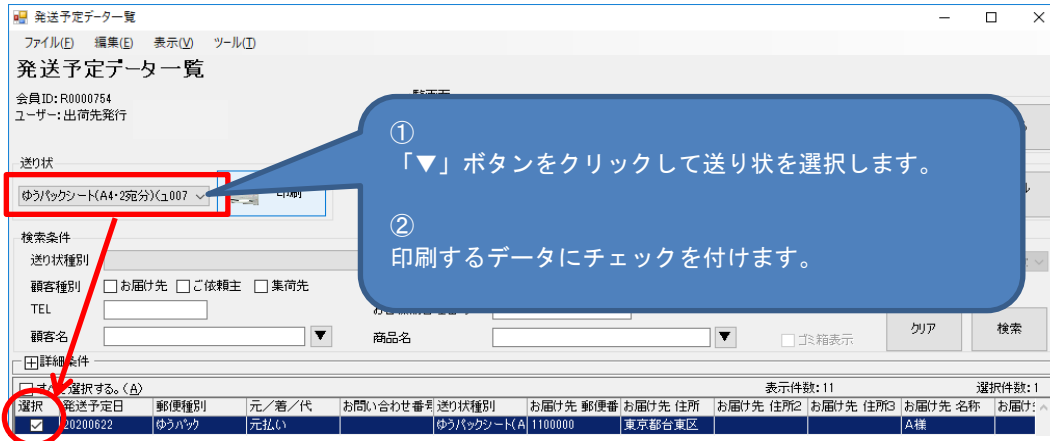 発送予定データ一覧
ファイル(F) 編集(E) 表示(V) ツール(T)
発送予定データ一覧
会員ID:R0000754
ユーザー:出荷先発行
①
「▼」ボタンをクリックして送り状を選択します。
②
印刷するデータにチェックを付けます。
送り状
ゆうパックシート(A4・2宛分)(ュ007
印刷
検索条件
送り状種別
顧客種別 お届け先 ご依頼主 集荷先
TEL
顧客名 ▼ 商品名 ▼ ゴミ箱表示 クリア 検索
詳細条件
すべて選択する。(A) 表示件数:11 選択件数:1
選択 発送予定日 郵便種別 元/着/代 お問い合わせ番号 送り状種別 お届け先 郵便番 お届け先 住所 お届け先 住所2 お届け先 住所3 お届け先 名称 お届け
20200622 ゆうパック 元払い ゆうパックシート(A 1100000 東京都台東区 A様